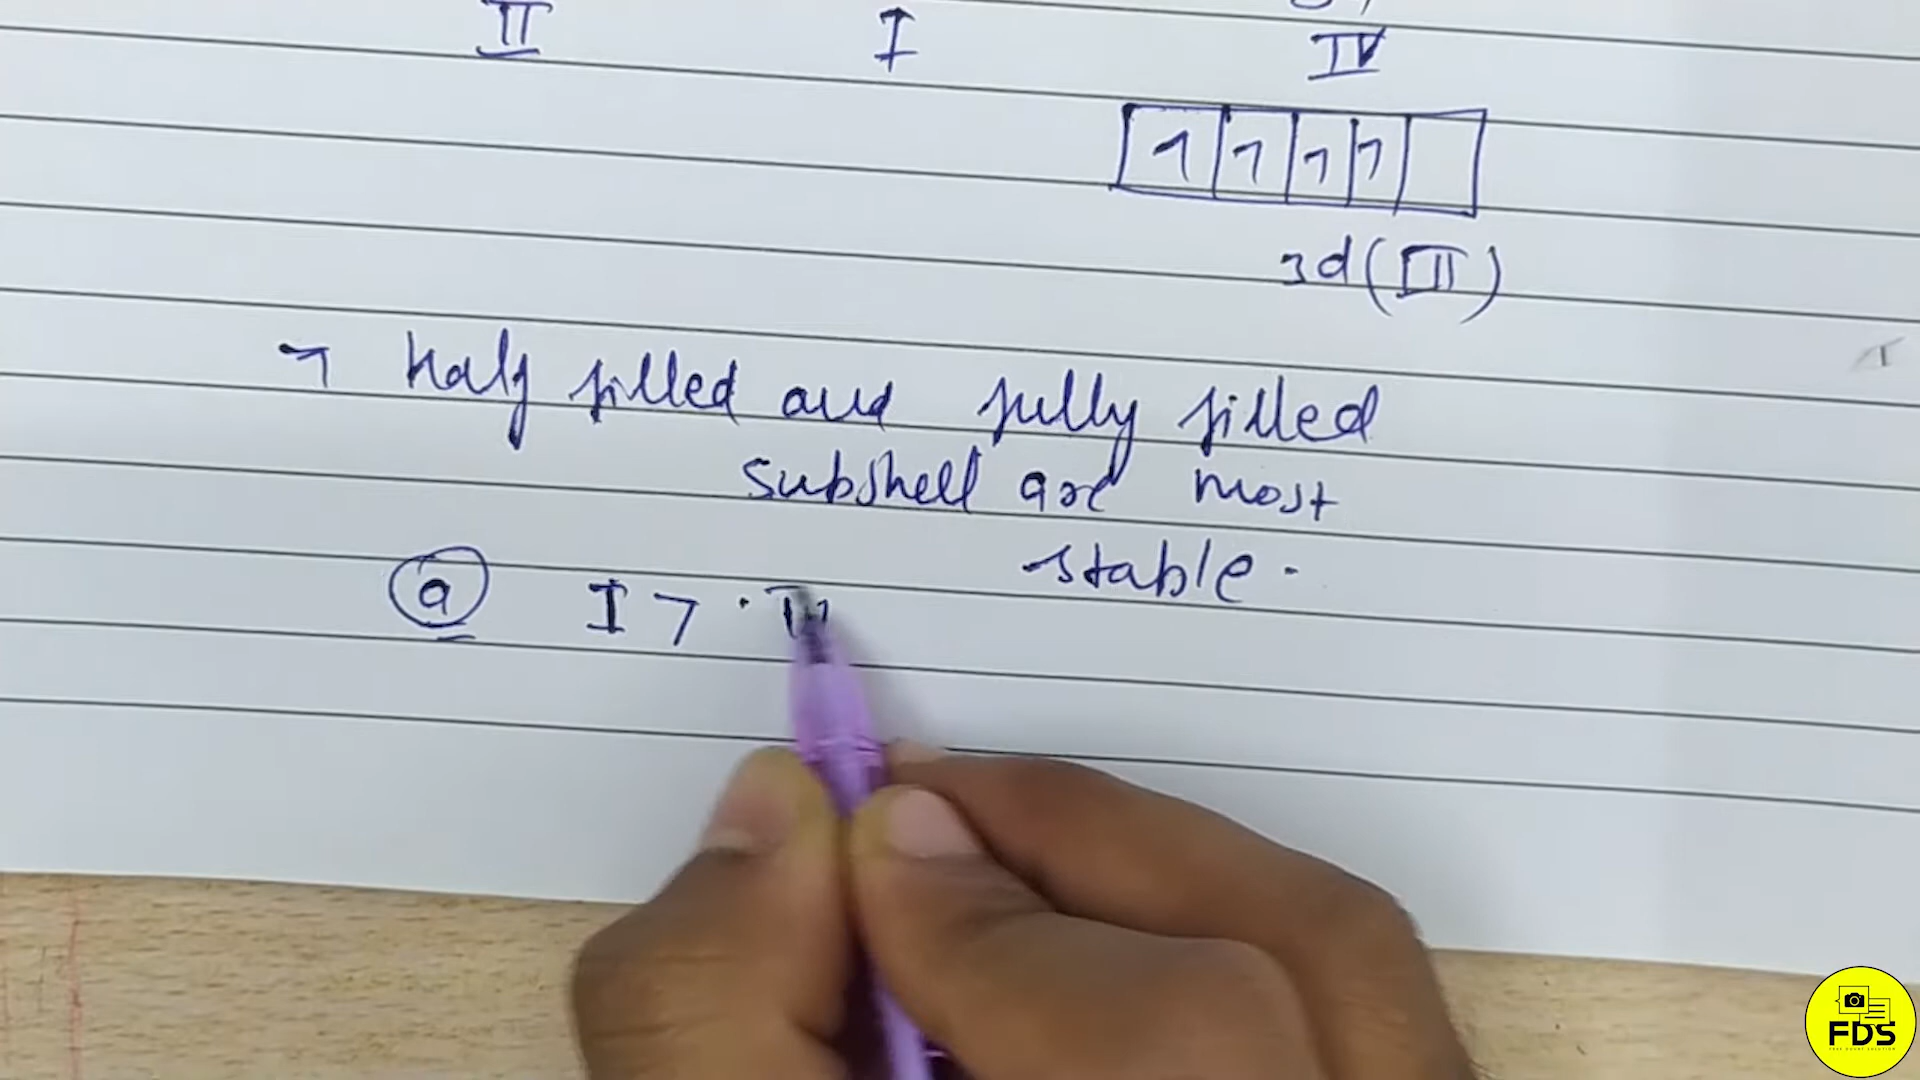 II I IV
1 1 1 1
3d (III)
→ Half filled and fully filled
subshell are most
stable.
(a) I > · III
FDS